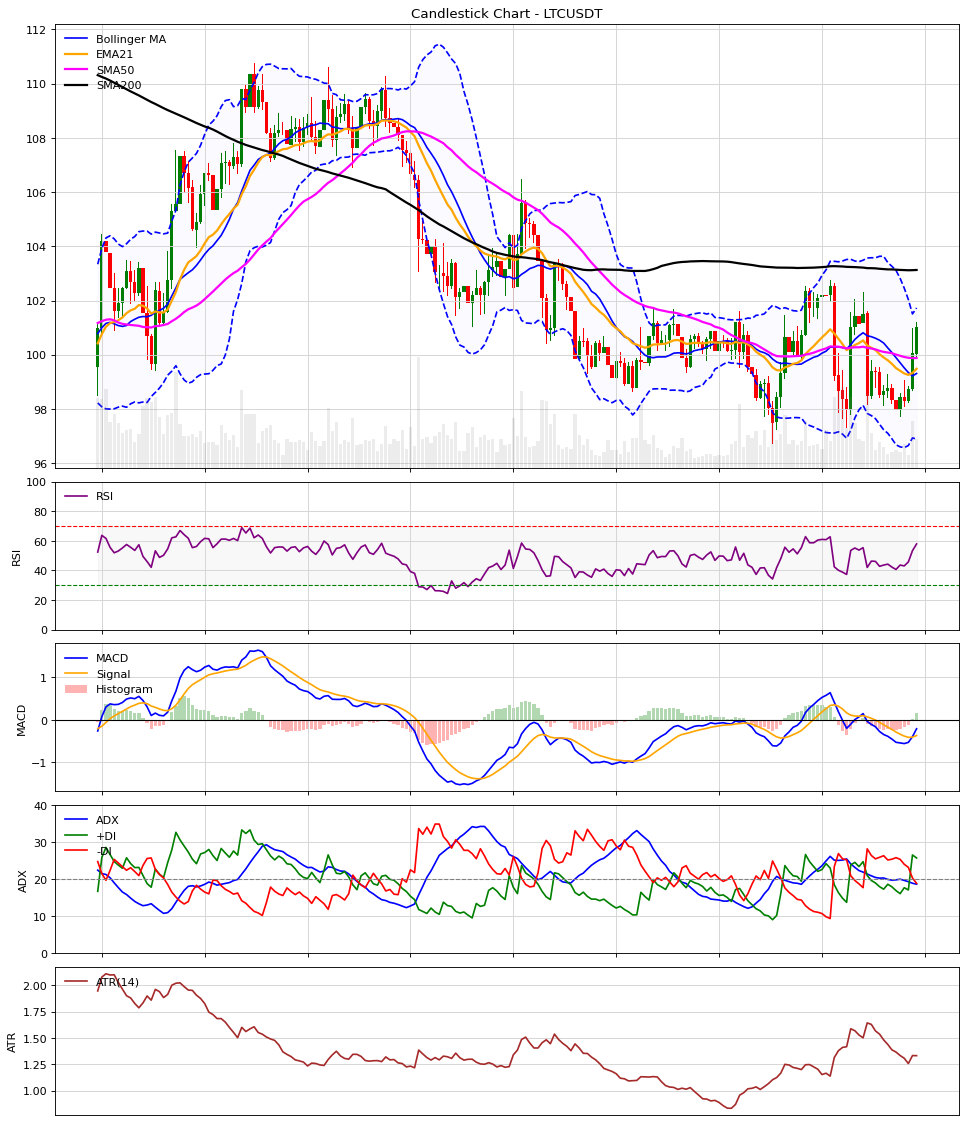 Candlestick Chart - LTCUSDT
112
110
108
106
104
102
100
98
96
Bollinger MA
EMA21
SMA50
SMA200
100
80
60
40
20
0
RSI
RSI
1
0
−1
MACD
MACD
Signal
Histogram
40
30
20
10
0
ADX
ADX
+DI
-DI
2.00
1.75
1.50
1.25
1.00
ATR
ATR(14)